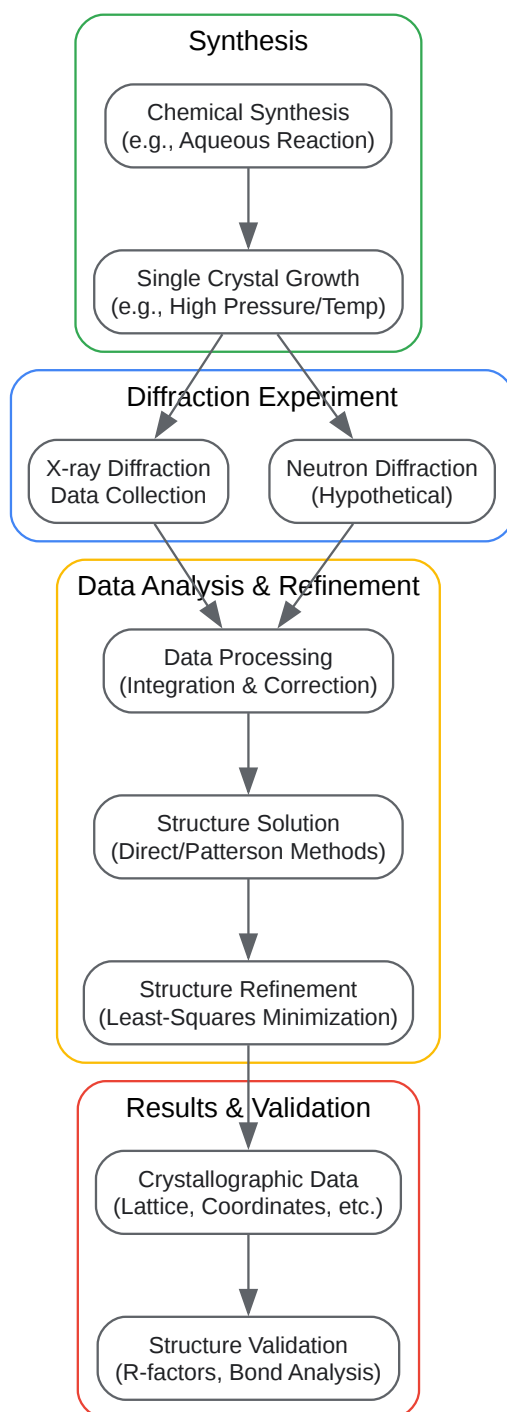 Synthesis
Chemical Synthesis
(e.g., Aqueous Reaction)
Single Crystal Growth
(e.g., High Pressure/Temp)
Diffraction Experiment
X-ray Diffraction
Data Collection
Neutron Diffraction
(Hypothetical)
Data Analysis & Refinement
Data Processing
(Integration & Correction)
Structure Solution
(Direct/Patterson Methods)
Structure Refinement
(Least-Squares Minimization)
Results & Validation
Crystallographic Data
(Lattice, Coordinates, etc.)
Structure Validation
(R-factors, Bond Analysis)